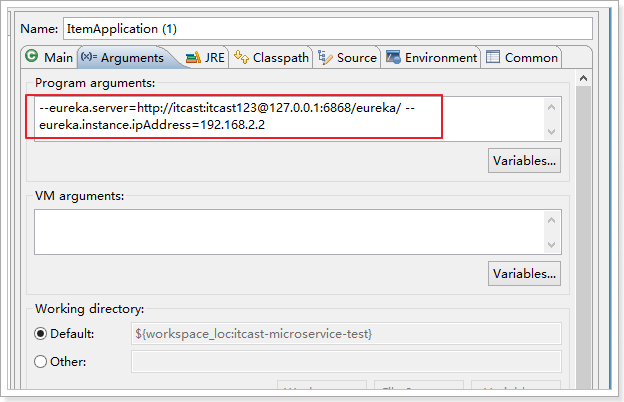 Name: ItemApplication (1)
Main (x)= Arguments JRE Classpath Source Environment Common
Program arguments:
--eureka.server=http://itcast:itcast123@127.0.0.1:6868/eureka/ --
eureka.instance.ipAddress=192.168.2.2
Variables...
VM arguments:
Variables...
Working directory:
Default: ${workspace_loc:itcast-microservice-test}
Other: